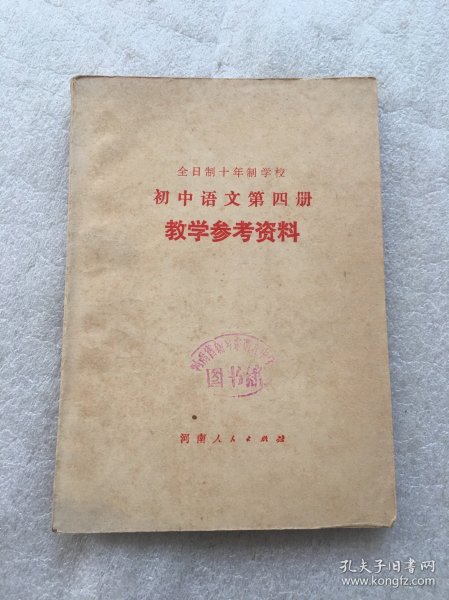 全日制十年制学校
初中语文第四册
教学参考资料
图书
河南人民出版社
孔夫子旧书网
www.kongfz.com